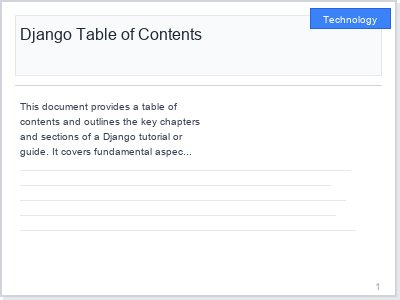 Technology
Django Table of Contents
This document provides a table of
contents and outlines the key chapters
and sections of a Django tutorial or
guide. It covers fundamental aspec...
1